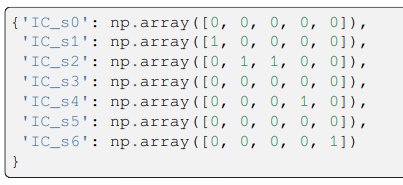 {'IC_s0': np.array([0, 0, 0, 0, 0]),
'IC_s1': np.array([1, 0, 0, 0, 0]),
'IC_s2': np.array([0, 1, 1, 0, 0]),
'IC_s3': np.array([0, 0, 0, 0, 0]),
'IC_s4': np.array([0, 0, 0, 1, 0]),
'IC_s5': np.array([0, 0, 0, 0, 0]),
'IC_s6': np.array([0, 0, 0, 0, 1])
}